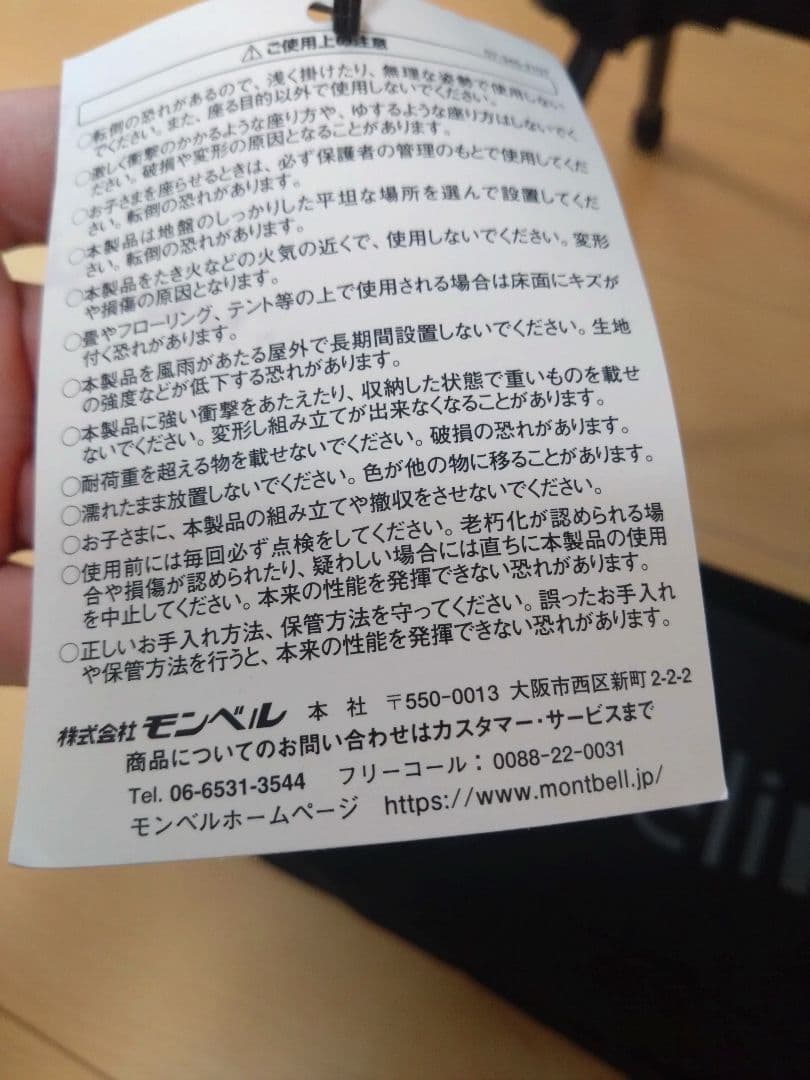 ⚠ ご使用上の注意
○転倒の恐れがあるので、浅く掛けたり、無理な姿勢で使用しない
でください。また、座る目的以外で使用しないでください。
○激しく衝撃のかかるような座り方や、ゆするような座り方はしないでく
ださい。破損や変形の原因となることがあります。
○お子さまを座らせるときは、必ず保護者の管理のもとで使用してくだ
さい。転倒の恐れがあります。
○本製品は地盤のしっかりした平坦な場所を選んで設置してくだ
さい。転倒の恐れがあります。
○本製品をたき火などの火気の近くで、使用しないでください。変形
や損傷の原因となります。
○畳やフローリング、テント等の上で使用される場合は床面にキズが
付く恐れがあります。
○本製品を風雨があたる屋外で長期間設置しないでください。生地
の強度などが低下する恐れがあります。
○本製品に強い衝撃をあたえたり、収納した状態で重いものを載せ
ないでください。変形し組み立てが出来なくなることがあります。
○耐荷重を超える物を載せないでください。破損の恐れがあります。
○濡れたまま放置しないでください。色が他の物に移ることがあります。
○お子さまに、本製品の組み立てや撤収をさせないでください。
○使用前には毎回必ず点検をしてください。老朽化が認められる場
合や損傷が認められたり、疑わしい場合には直ちに本製品の使用
を中止してください。本来の性能を発揮できない恐れがあります。
○正しいお手入れ方法、保管方法を守ってください。誤ったお手入れ
や保管方法を行うと、本来の性能を発揮できない恐れがあります。
株式会社 モンベル 本 社 〒550-0013 大阪市西区新町2-2-2
商品についてのお問い合わせはカスタマー・サービスまで
Tel. 06-6531-3544 フリーコール：0088-22-0031
モンベルホームページ https://www.montbell.jp/